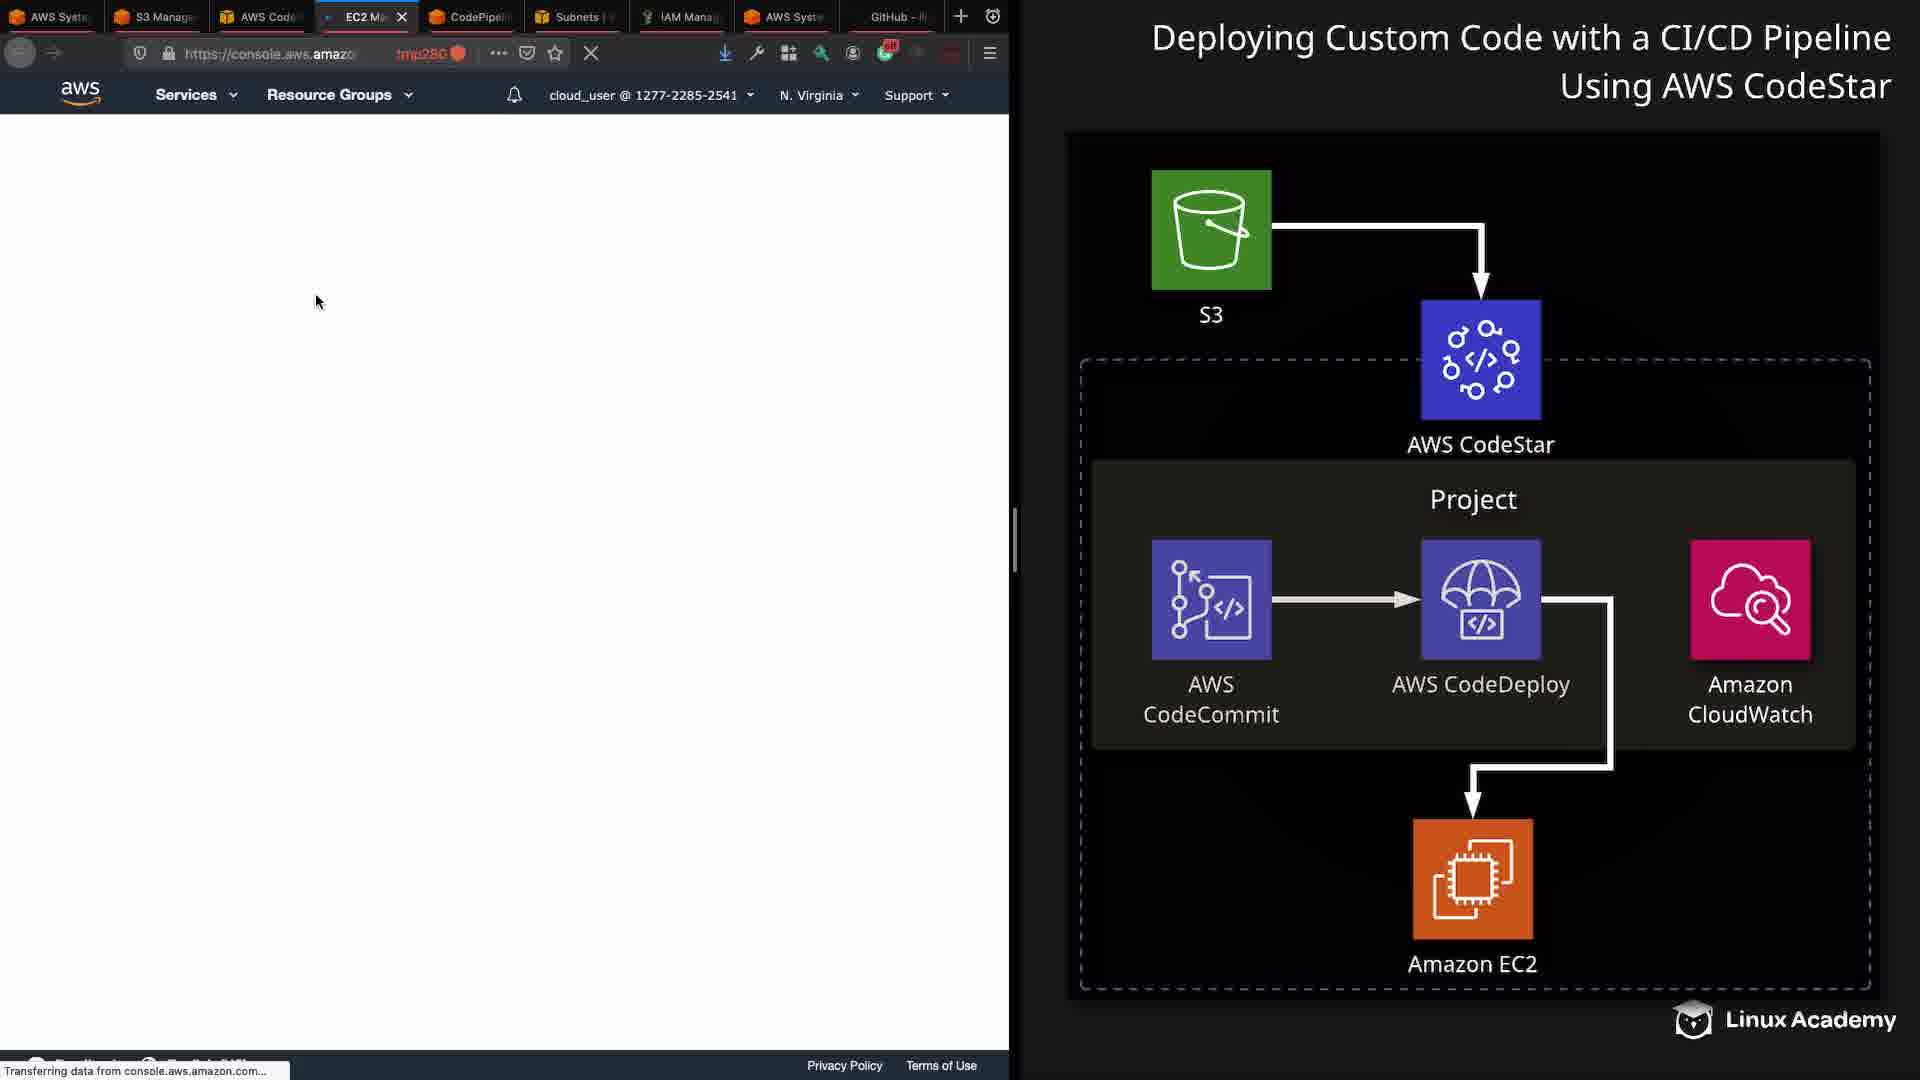 AWS Syste
S3 Manage
AWS Code
EC2 Ma
CodePipel
Subnets |
IAM Manag
AWS Syste
GitHub - li
https://console.aws.amazo
tmp280
aws
Services
Resource Groups
cloud_user @ 1277-2285-2541
N. Virginia
Support
Transferring data from console.aws.amazon.com...
Privacy Policy
Terms of Use
Deploying Custom Code with a CI/CD Pipeline
Using AWS CodeStar
S3
AWS CodeStar
Project
AWS
CodeCommit
AWS CodeDeploy
Amazon
CloudWatch
Amazon EC2
Linux Academy